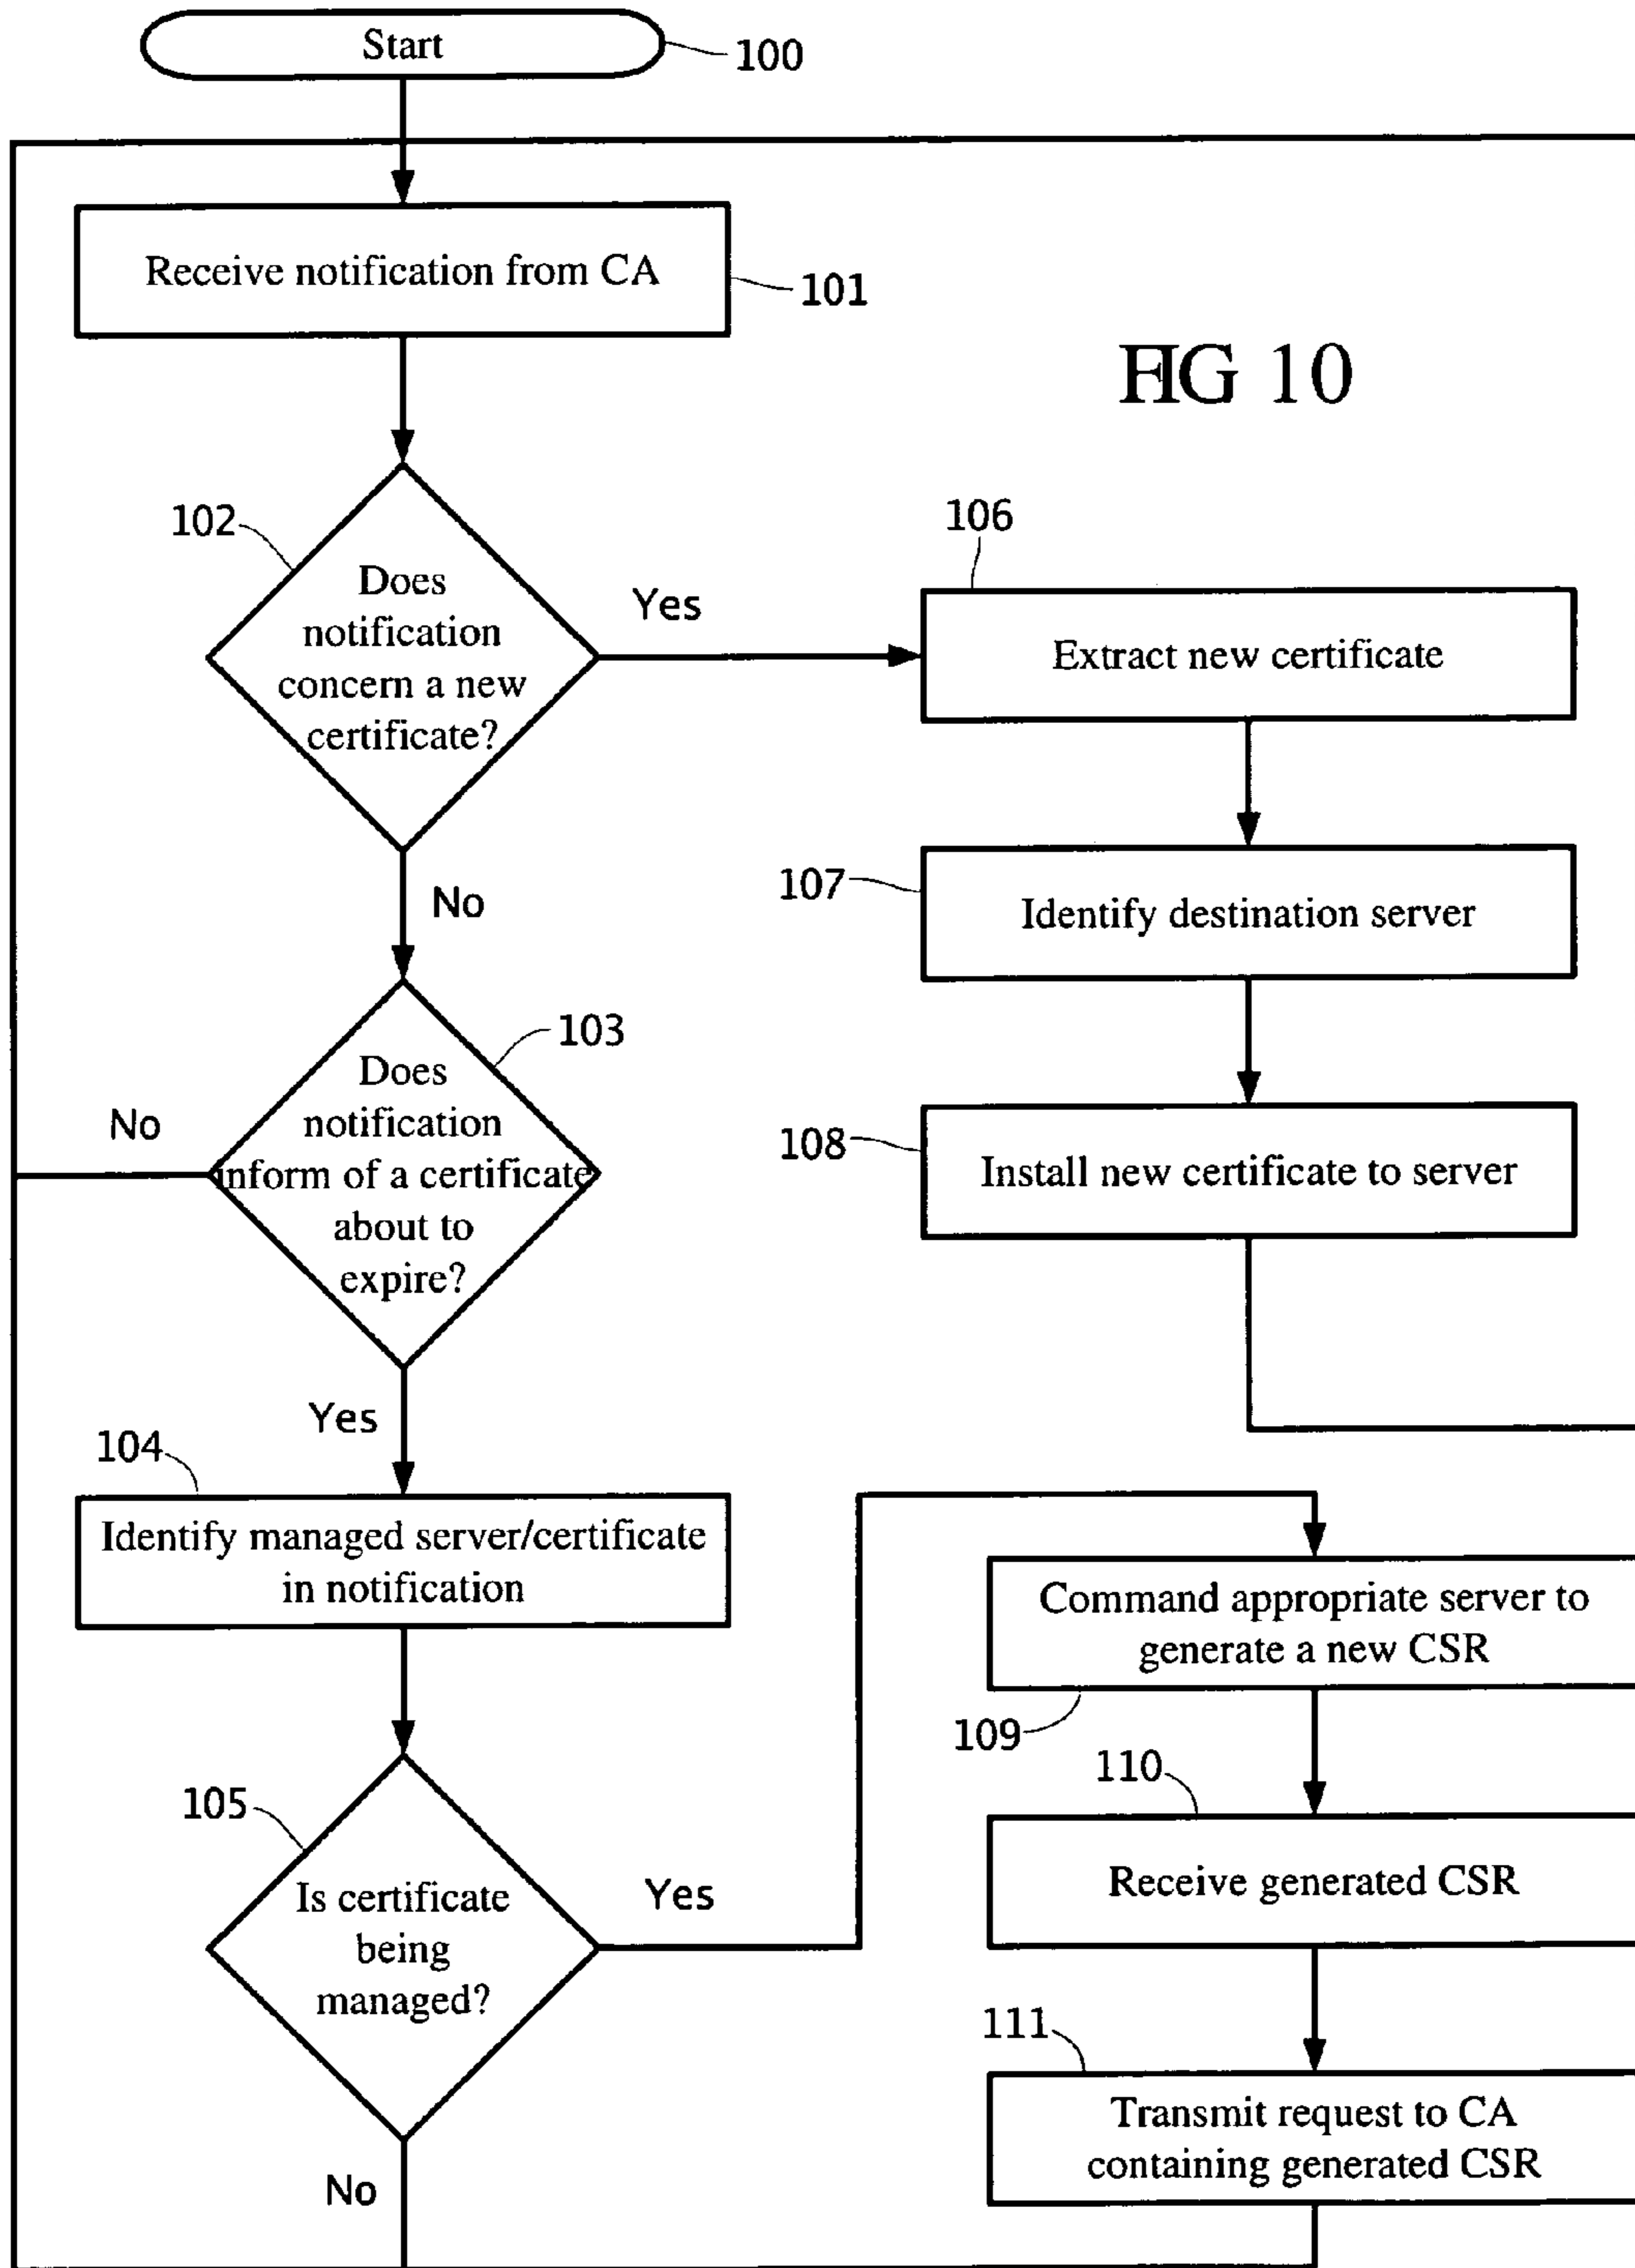 Start
100
Receive notification from CA
101
FIG 10
102
Does
notification
concern a new
certificate?
Yes
106
Extract new certificate
No
107
Identify destination server
103
Does
notification
inform of a certificate
about to
expire?
No
108
Install new certificate to server
Yes
104
Identify managed server/certificate
in notification
Command appropriate server to
generate a new CSR
109
105
Is certificate
being
managed?
Yes
110
Receive generated CSR
111
Transmit request to CA
containing generated CSR
No